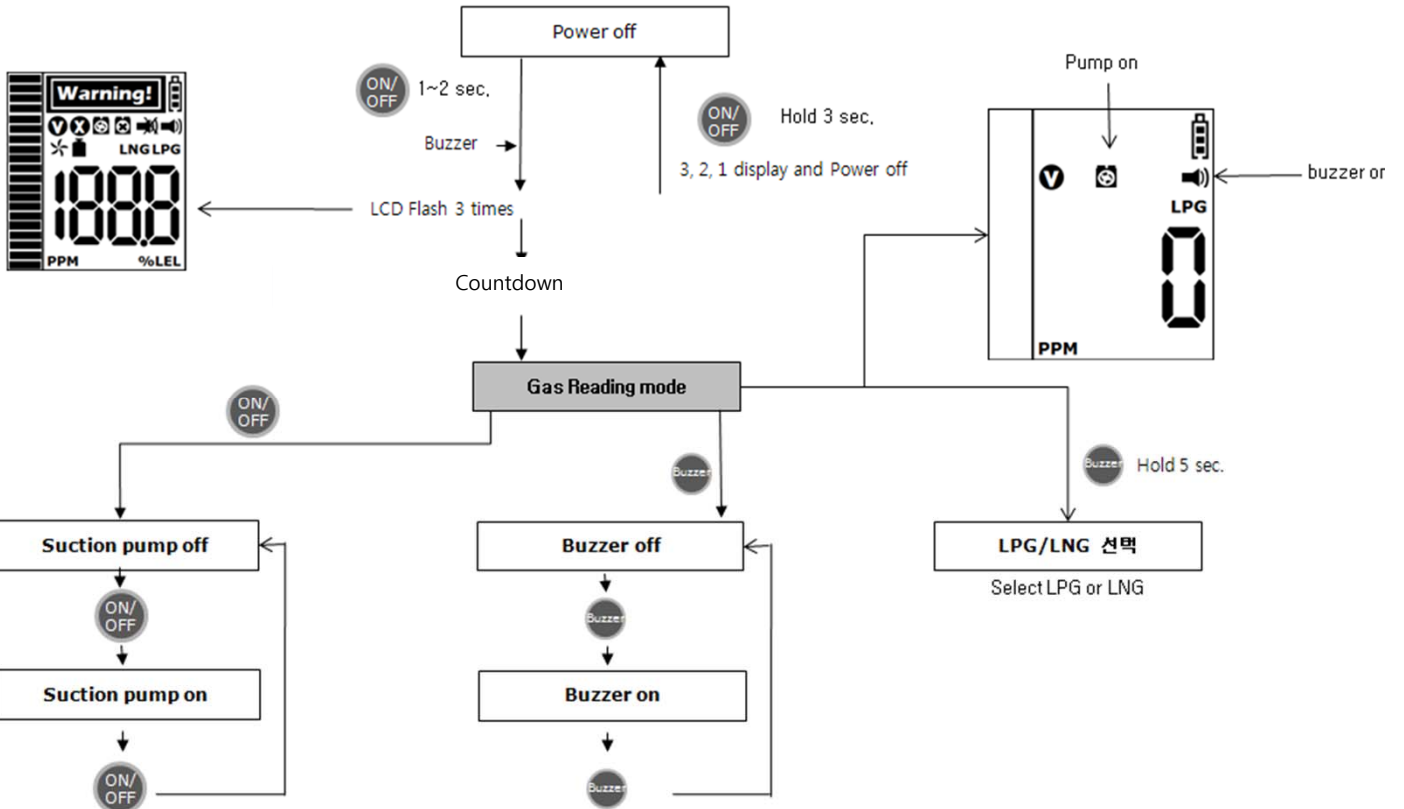 Power off
ON/
OFF
1~2 sec,
Buzzer
LCD Flash 3 times
Countdown
ON/
OFF
Hold 3 sec,
3, 2, 1 display and Power off
Warning!
V X
LNG LPG
188.8
PPM %LEL
Pump on
V
buzzer or
LPG
0
PPM
Gas Reading mode
ON/
OFF
Buzzer
Buzzer
Hold 5 sec.
Suction pump off
ON/
OFF
Suction pump on
ON/
OFF
Buzzer off
Buzzer
Buzzer on
Buzzer
LPG/LNG 선택
Select LPG or LNG